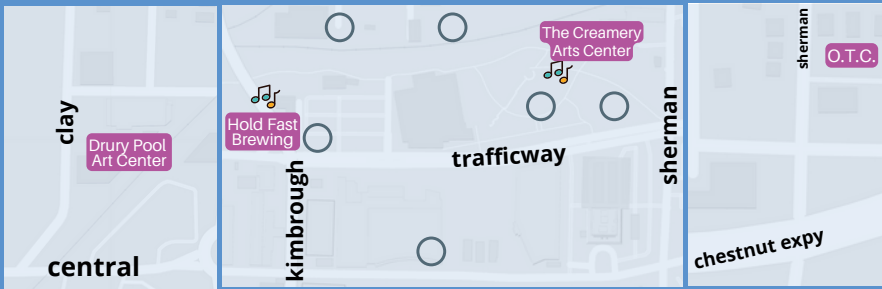 clay
Drury Pool
Art Center
central
Hold Fast
Brewing
kimbrough
The Creamery
Arts Center
trafficway
sherman
sherman
O.T.C.
chestnut expy